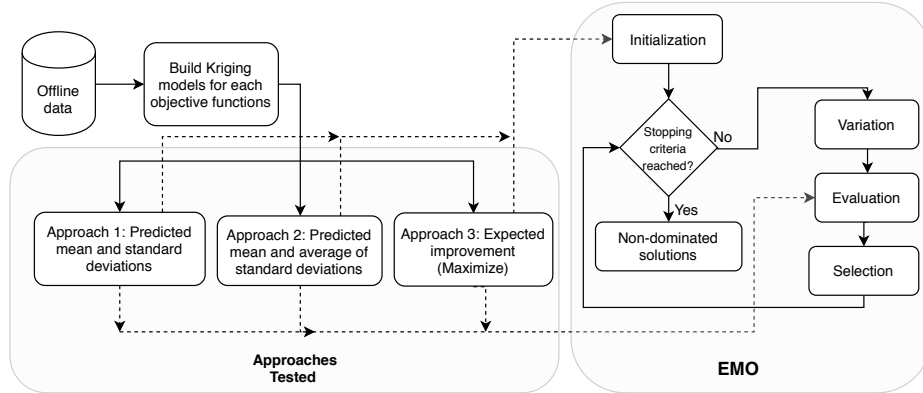 Offline
data
Build Kriging
models for each
objective functions
Approach 1: Predicted
mean and standard
deviations
Approach 2: Predicted
mean and average of
standard deviations
Approach 3: Expected
improvement
(Maximize)
Approaches
Tested
Initialization
Stopping
criteria
reached?
No
Yes
Non-dominated
solutions
Variation
Evaluation
Selection
EMO